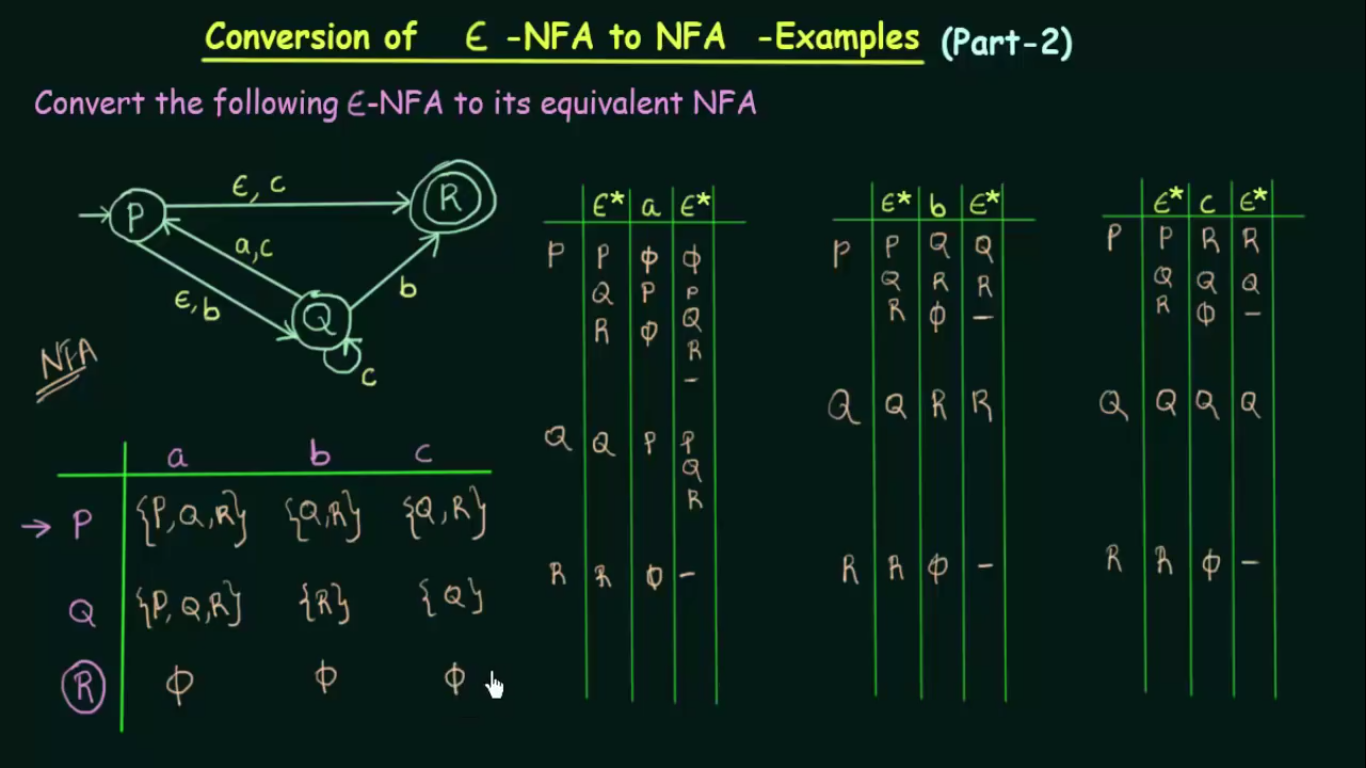 Conversion of ϵ -NFA to NFA -Examples (Part-2)
Convert the following ϵ-NFA to its equivalent NFA
ϵ, c
P
R
a,c
ϵ,b
b
Q
c
NFA
a b c
→ P {P,Q,R} {Q,R} {Q,R}
Q {P,Q,R} {R} {Q}
R ϕ ϕ ϕ
ϵ* a ϵ*
P P ϕ ϕ
Q P P
Q
R ϕ
R
–
Q Q P P
Q
R
R R ϕ –
ϵ* b ϵ*
P P Q Q
Q R R
R ϕ –
Q Q R R
R R ϕ –
ϵ* c ϵ*
P P R R
Q Q Q
R ϕ –
Q Q Q Q
R R ϕ –